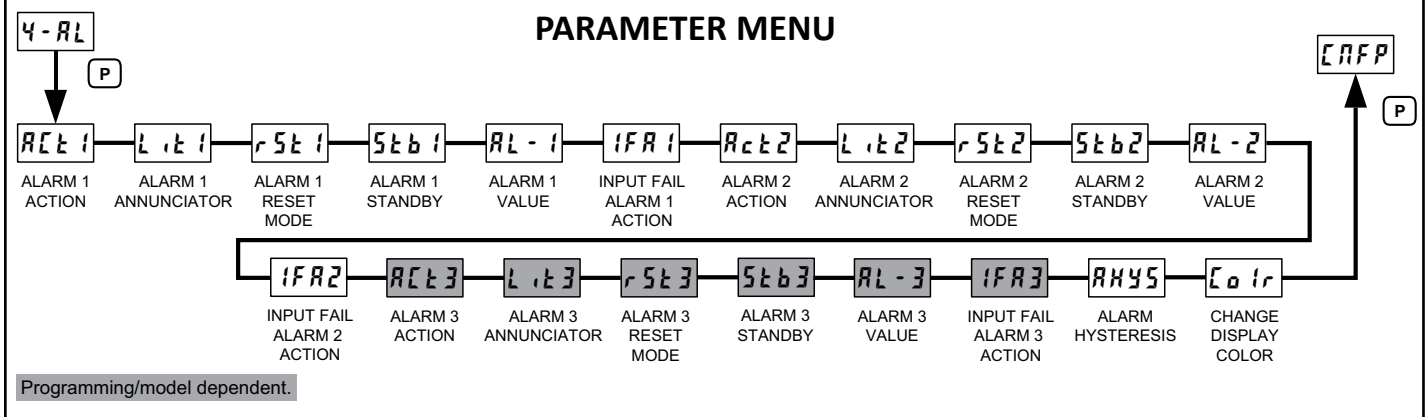 4-AL
PARAMETER MENU
P
CNFP
P
ACt1 Lit1 rSt1 Stb1 AL-1 IFA1 Act2 Lit2 rSt2 Stb2 AL-2
ALARM 1 ACTION
ALARM 1 ANNUNCIATOR
ALARM 1 RESET MODE
ALARM 1 STANDBY
ALARM 1 VALUE
INPUT FAIL ALARM 1 ACTION
ALARM 2 ACTION
ALARM 2 ANNUNCIATOR
ALARM 2 RESET MODE
ALARM 2 STANDBY
ALARM 2 VALUE
IFA2 ACt3 Lit3 rSt3 Stb3 AL-3 IFA3 AHYS Colr
INPUT FAIL ALARM 2 ACTION
ALARM 3 ACTION
ALARM 3 ANNUNCIATOR
ALARM 3 RESET MODE
ALARM 3 STANDBY
ALARM 3 VALUE
INPUT FAIL ALARM 3 ACTION
ALARM HYSTERESIS
CHANGE DISPLAY COLOR
Programming/model dependent.